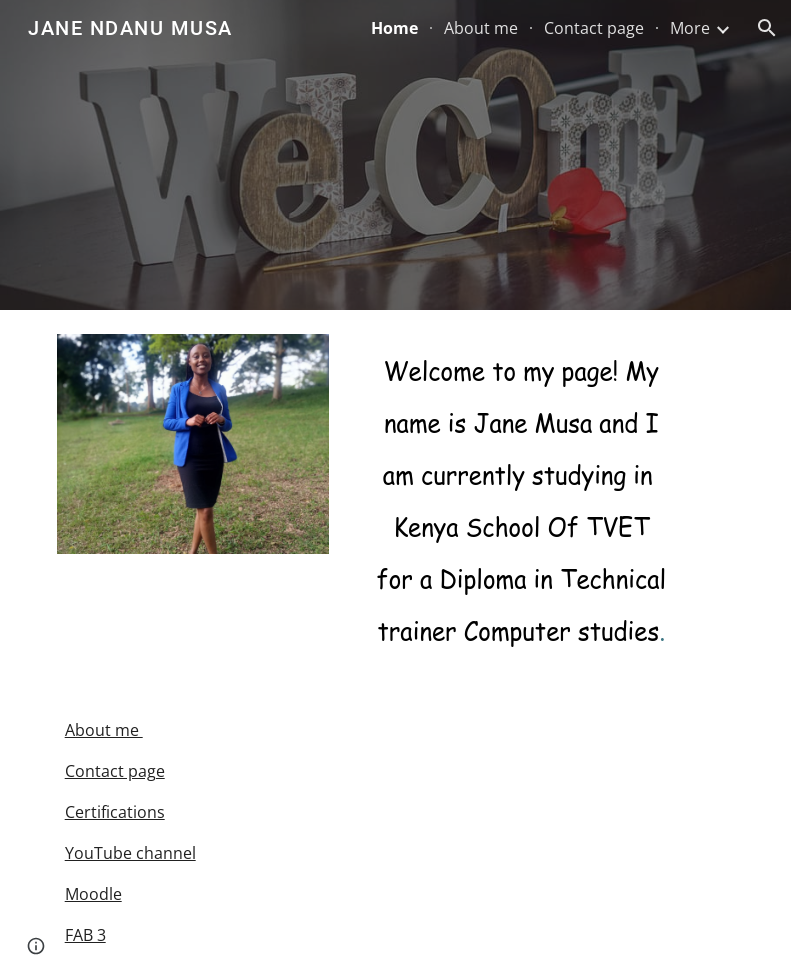 JANE NDANU MUSA
Home · About me · Contact page · More
WeLCOmE
Welcome to my page! My
name is Jane Musa and I
am currently studying in
Kenya School Of TVET
for a Diploma in Technical
trainer Computer studies.
About me
Contact page
Certifications
YouTube channel
Moodle
FAB 3